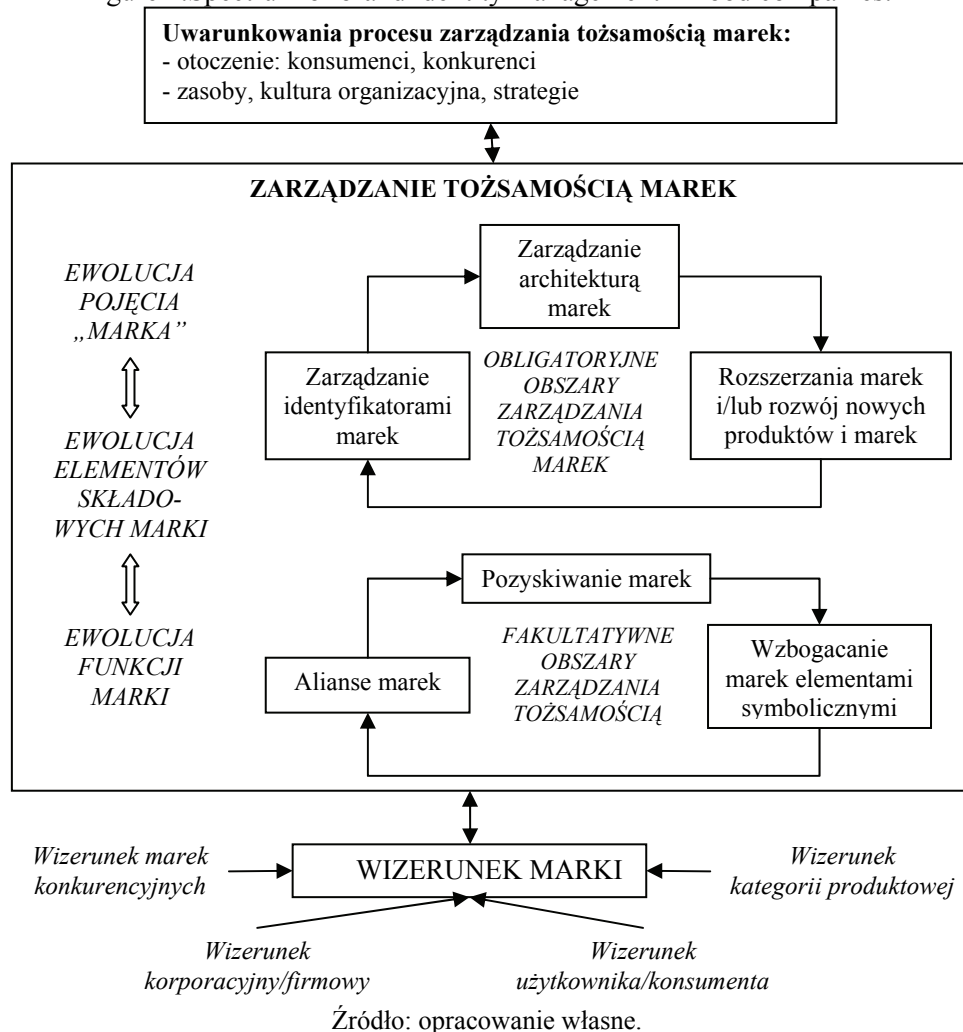 Uwarunkowania procesu zarządzania tożsamością marek:
- otoczenie: konsumenci, konkurenci
- zasoby, kultura organizacyjna, strategie
ZARZĄDZANIE TOŻSAMOŚCIĄ MAREK
EWOLUCJA
POJĘCIA
„MARKA”
EWOLUCJA
ELEMENTÓW
SKŁADO-
WYCH MARKI
EWOLUCJA
FUNKCJI
MARKI
Zarządzanie
architekturą
marek
Zarządzanie
identyfikatorami
marek
OBLIGATORYJNE
OBSZARY
ZARZĄDZANIA
TOŻSAMOŚCIĄ
MAREK
Rozszerzania marek
i/lub rozwój nowych
produktów i marek
Pozyskiwanie marek
Alianse marek
FAKULTATYWNE
OBSZARY
ZARZĄDZANIA
TOŻSAMOŚCIĄ
Wzbogacanie
marek elementami
symbolicznymi
Wizerunek marek
konkurencyjnych
WIZERUNEK MARKI
Wizerunek
kategorii produktowej
Wizerunek
korporacyjny/firmowy
Wizerunek
użytkownika/konsumenta
Źródło: opracowanie własne.